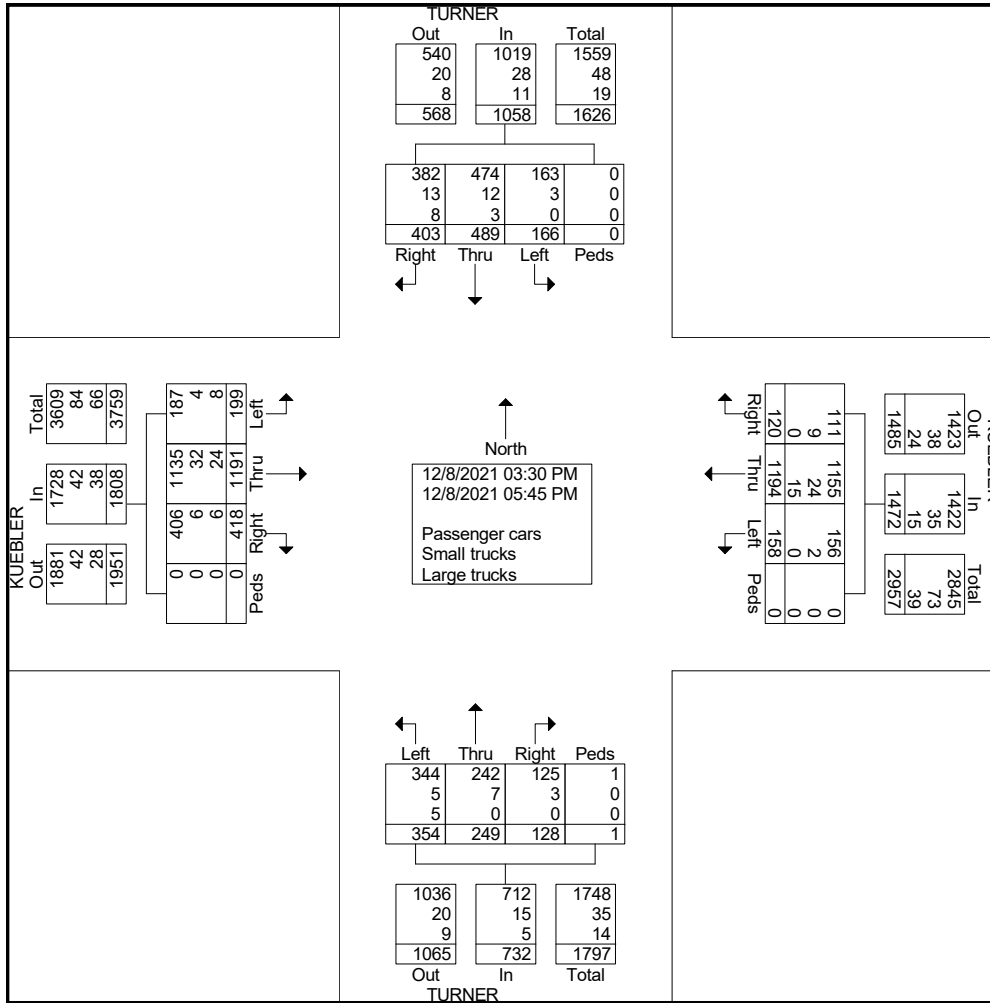 TURNER
Out In Total
540 1019 1559
20 28 48
8 11 19
568 1058 1626
382 474 163 0
13 12 3 0
8 3 0 0
403 489 166 0
Right Thru Left Peds
KUEBLER
Out In Total
1881 1728 3609
42 42 84
28 38 66
1951 1808 3759
Peds Right Thru Left
0 406 1135 187
0 6 32 4
0 6 24 8
0 418 1191 199
North
12/8/2021 03:30 PM
12/8/2021 05:45 PM
Passenger cars
Small trucks
Large trucks
Right Thru Left Peds
111 1155 156 0
9 24 2 0
0 15 0 0
120 1194 158 0
Out In Total
1423 1422 2845
38 35 73
24 15 39
1485 1472 2957
Left Thru Right Peds
344 242 125 1
5 7 3 0
5 0 0 0
354 249 128 1
1036 712 1748
20 15 35
9 5 14
1065 732 1797
Out In Total
TURNER